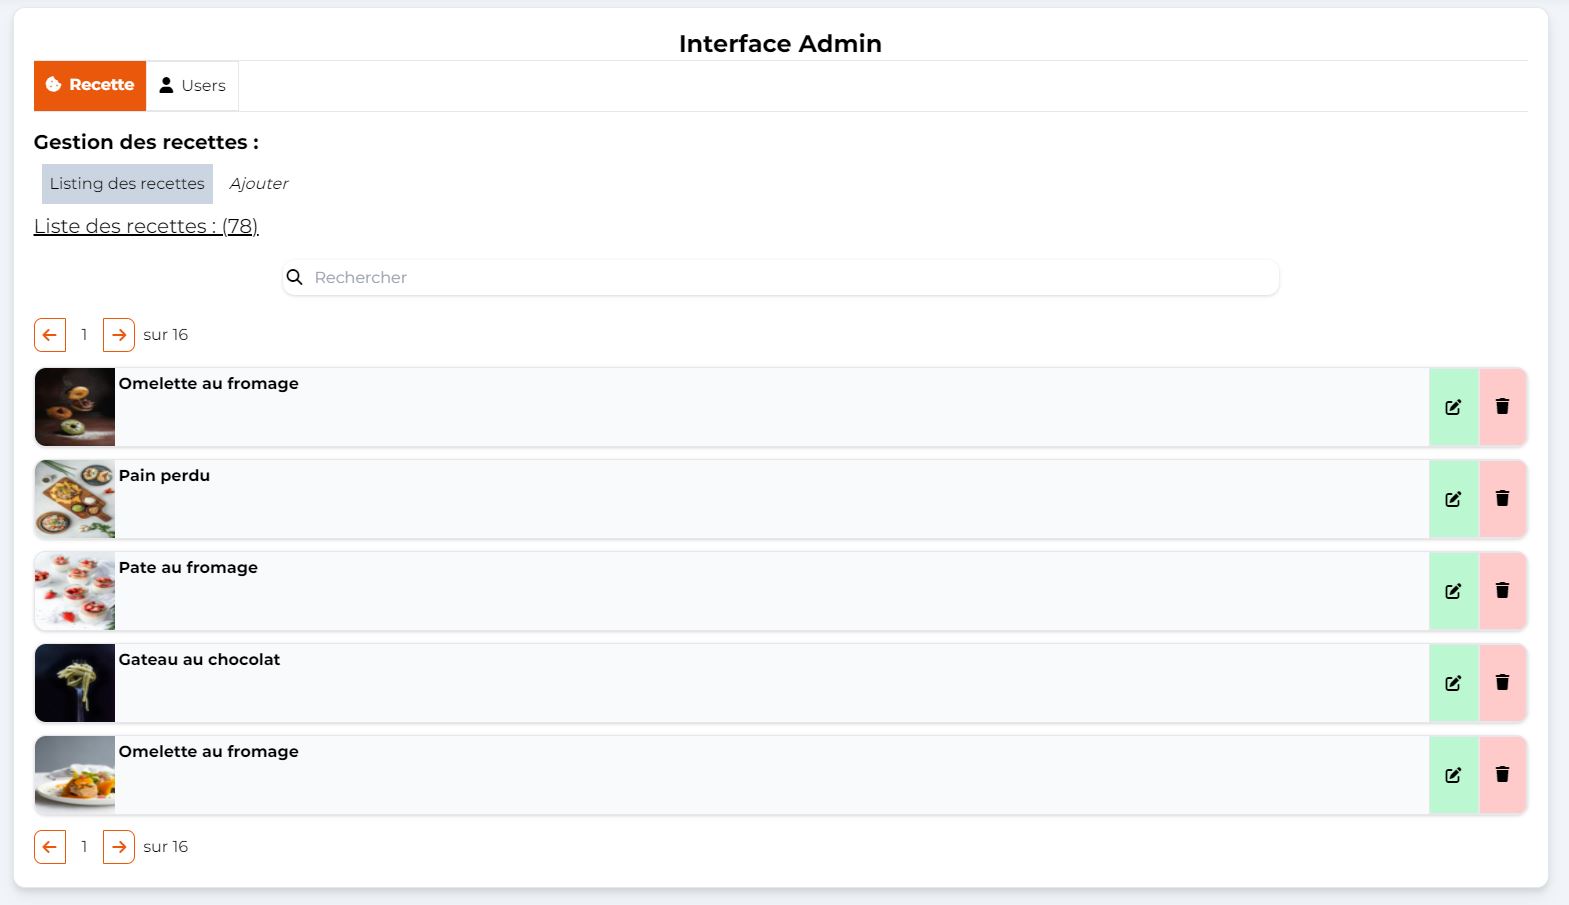 Interface Admin
Recette
Users
Gestion des recettes :
Listing des recettes
Ajouter
Liste des recettes : (78)
Rechercher
1
sur 16
Omelette au fromage
Pain perdu
Pate au fromage
Gateau au chocolat
Omelette au fromage
1
sur 16